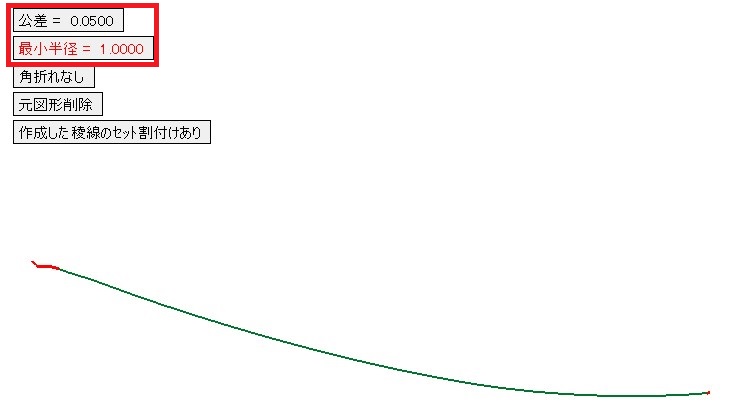 公差 = 0.0500
最小半径 = 1.0000
角折れなし
元図形削除
作成した稜線のセット割付けあり